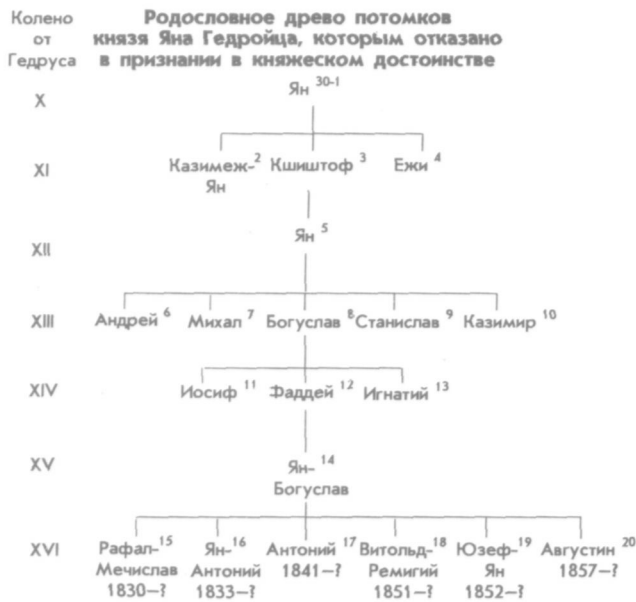 Колено
от
Гедруса
Родословное древо потомков
князя Яна Гедройца, которым отказано
в признании в княжеском достоинстве
X
Ян 30-1
XI
Казимеж-2 Кшиштоф 3 Ежи 4
Ян
XII
Ян 5
XIII
Андрей 6 Михал 7 Богуслав 8 Станислав 9 Казимир 10
XIV
Иосиф 11 Фаддей 12 Игнатий 13
XV
Ян- 14
Богуслав
XVI
Рафал-15 Ян-16 Антоний 17 Витольд-18 Юзеф-19 Августин 20
Мечислав Антоний 1841–? Ремигий Ян 1857–?
1830–? 1833–? 1851–? 1852–?